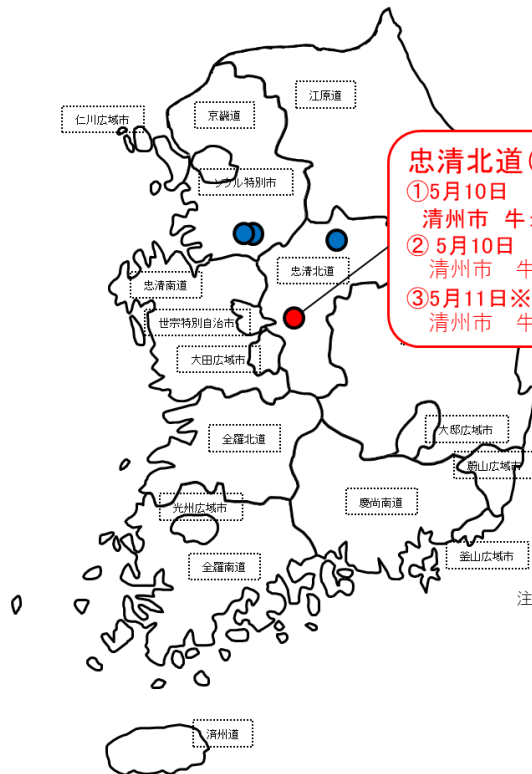 江原道
京畿道
仁川広域市
ソウル特別市
忠清北道
①5月10日
清州市 牛
② 5月10日
清州市 牛
③5月11日※
清州市 牛
忠清北道
忠清南道
世宗特別自治市
大田広域市
全羅北道
大邱広域市
蔚山広域市
光州広域市
慶尚南道
全羅南道
釜山広域市
注
済州道